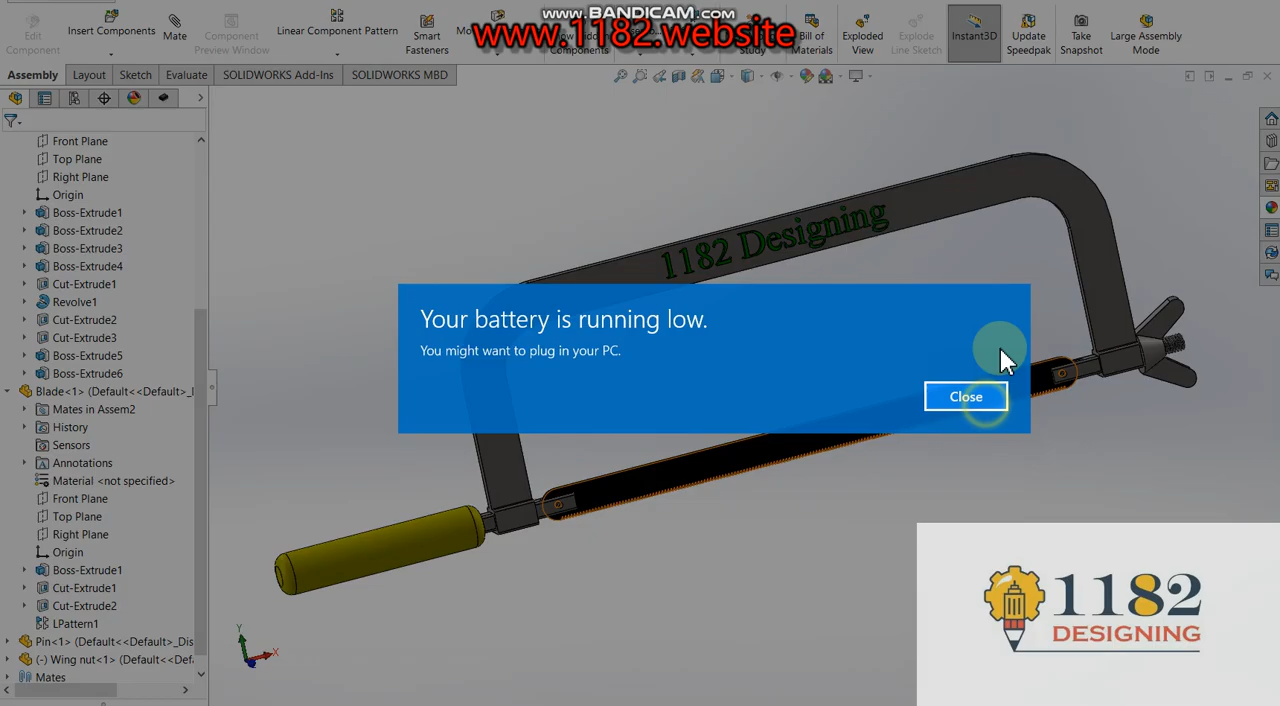 www.BANDICAM.com
www.1182.website
Edit
Component
Insert Components
Mate
Component
Preview Window
Linear Component Pattern
Smart
Fasteners
Components
Study
Bill of
Materials
Exploded
View
Explode
Line Sketch
Instant3D
Update
Speedpak
Take
Snapshot
Large Assembly
Mode
Assembly
Layout
Sketch
Evaluate
SOLIDWORKS Add-Ins
SOLIDWORKS MBD
Front Plane
Top Plane
Right Plane
Origin
Boss-Extrude1
Boss-Extrude2
Boss-Extrude3
Boss-Extrude4
Cut-Extrude1
Revolve1
Cut-Extrude2
Cut-Extrude3
Boss-Extrude5
Boss-Extrude6
Blade<1> (Default<<Default>_
Mates in Assem2
History
Sensors
Annotations
Material <not specified>
Front Plane
Top Plane
Right Plane
Origin
Boss-Extrude1
Cut-Extrude1
Cut-Extrude2
LPattern1
Pin<1> (Default<<Default>_Dis
(-) Wing nut<1> (Default<<Def
Mates
1182 Designing
Your battery is running low.
You might want to plug in your PC.
Close
Y
X
1182
DESIGNING